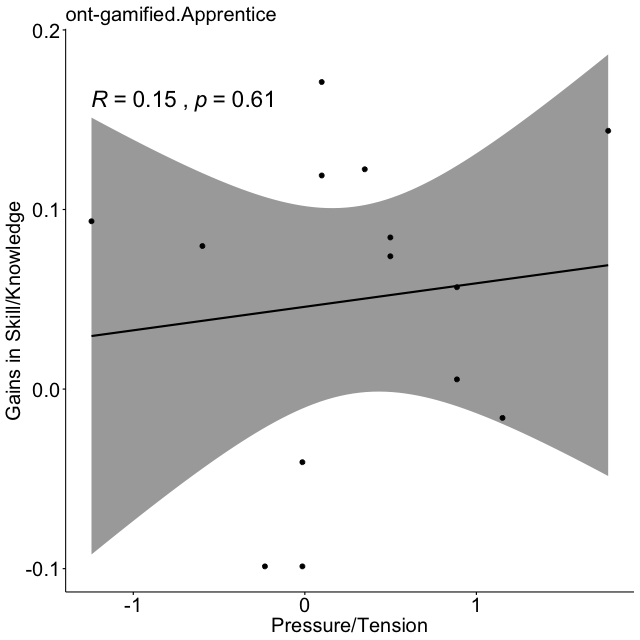 ont-gamified.Apprentice
0.2
R = 0.15 , p = 0.61
0.1
Gains in Skill/Knowledge
0.0
-0.1
-1
0
1
Pressure/Tension